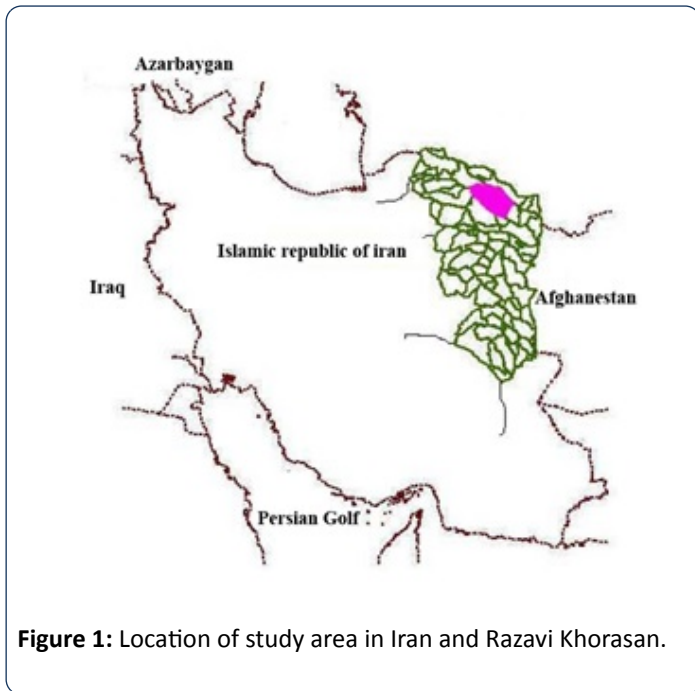 Azarbaygan
Islamic republic of iran
Iraq
Afghanestan
Persian Golf
Figure 1: Location of study area in Iran and Razavi Khorasan.